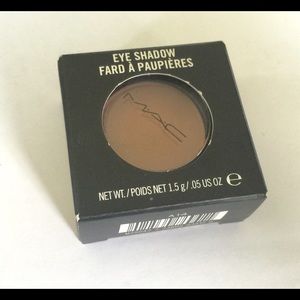 EYE SHADOW
FARD À PAUPIÈRES
MAC
NET WT. / POIDS NET 1.5 g / .05 US OZ ℮